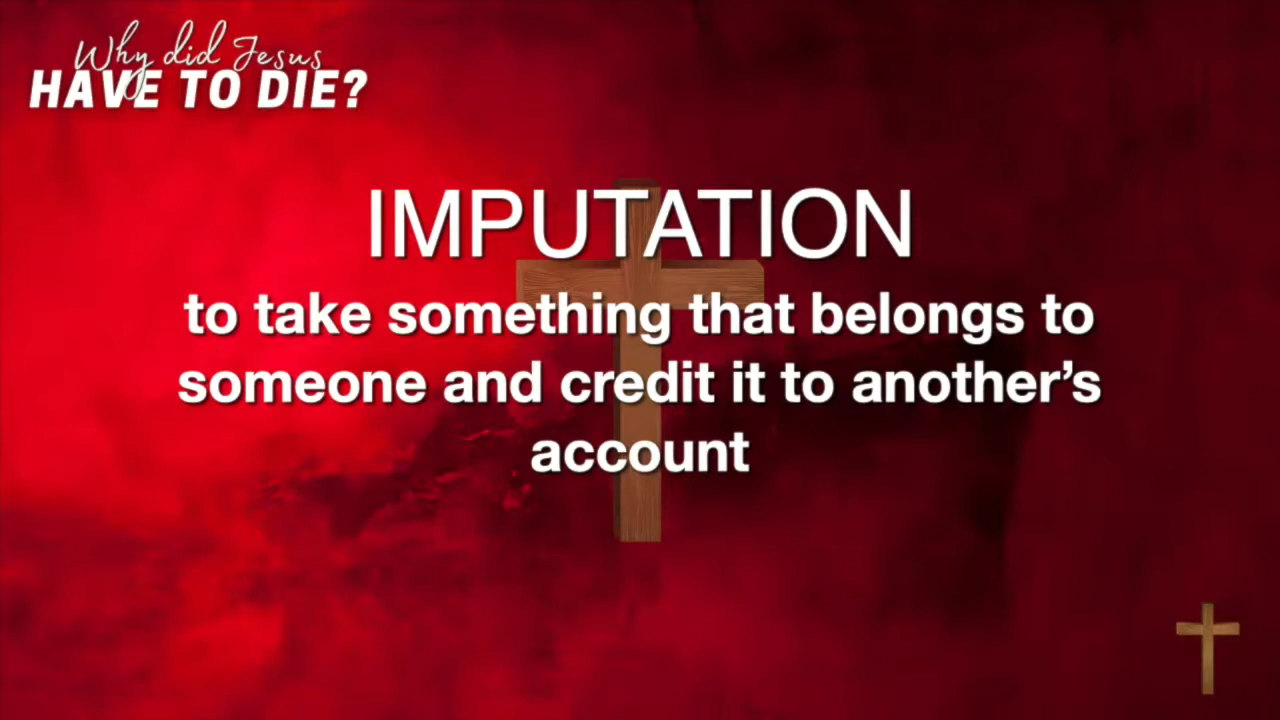 Why did Jesus
HAVE TO DIE?
IMPUTATION
to take something that belongs to
someone and credit it to another’s
account